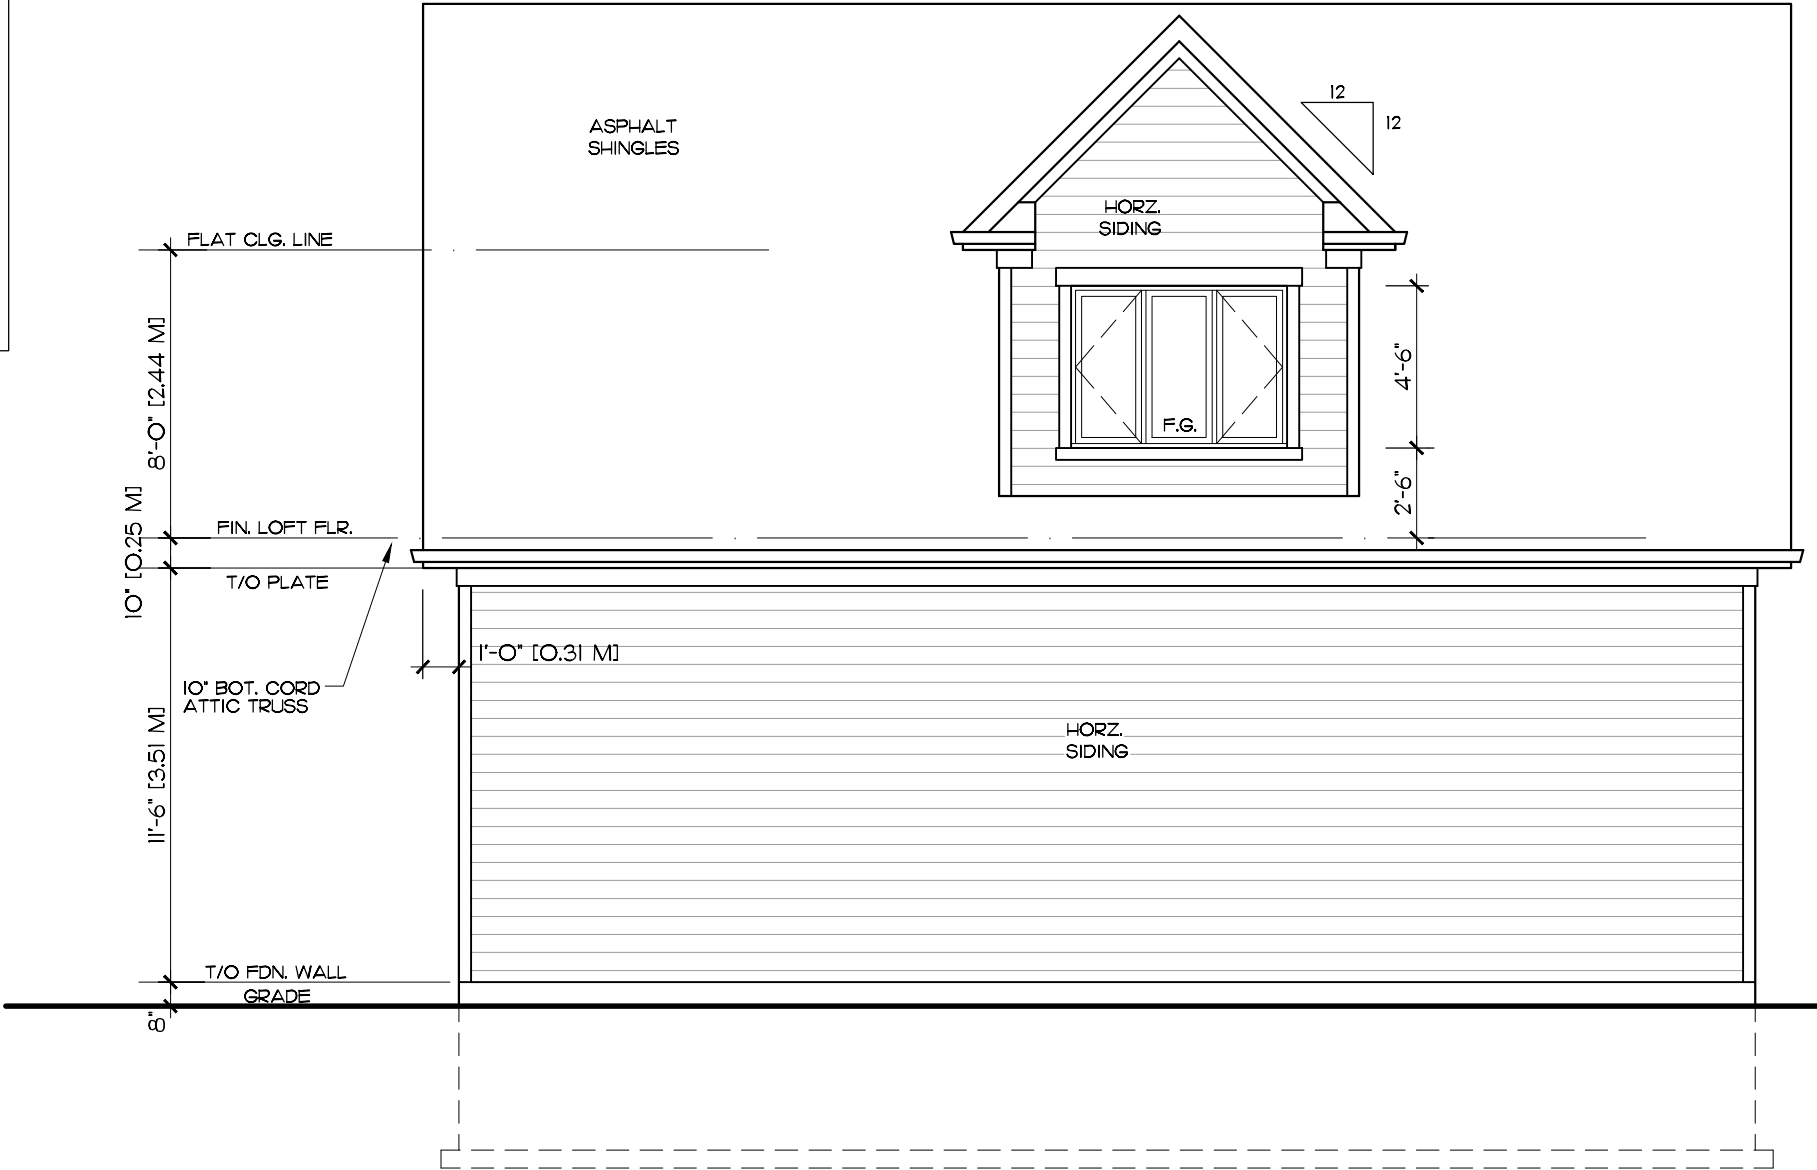 12
12
ASPHALT
SHINGLES
HORZ.
SIDING
FLAT CLG. LINE
8'-0" [2.44 M]
4'-6"
F.G.
2'-6"
10" [0.25 M]
FIN. LOFT FLR.
T/O PLATE
1'-0" [0.31 M]
10" BOT. CORD
ATTIC TRUSS
HORZ.
SIDING
11'-6" [3.51 M]
T/O FDN. WALL
GRADE
8"